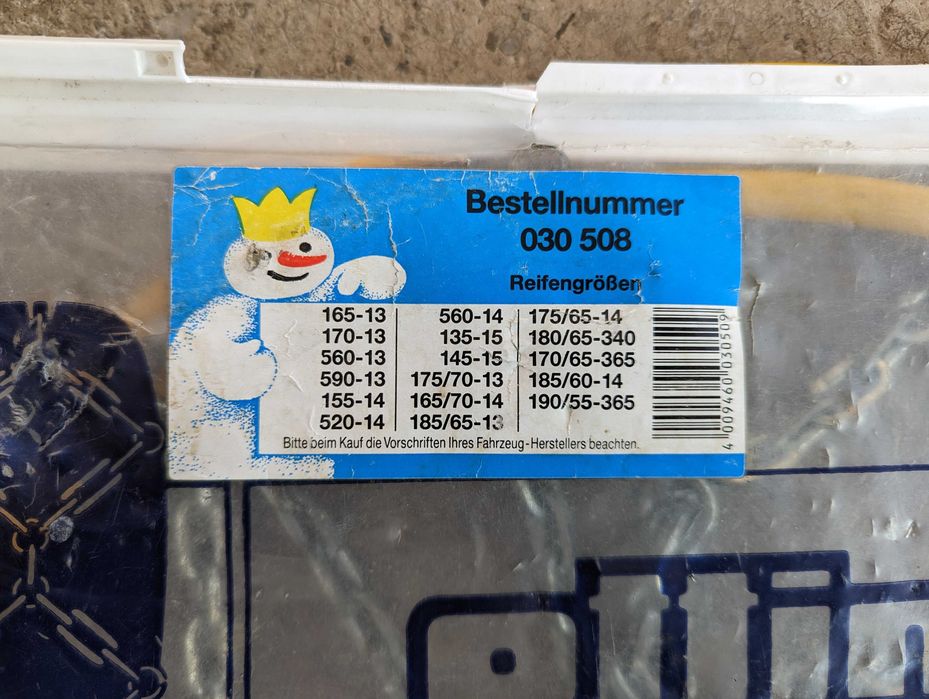 Bestellnummer
030 508
Reifengrößen
165-13 560-14 175/65-14
170-13 135-15 180/65-340
560-13 145-15 170/65-365
590-13 175/70-13 185/60-14
155-14 165/70-14 190/55-365
520-14 185/65-13
Bitte beim Kauf die Vorschriften Ihres Fahrzeug-Herstellers beachten.
4 009460 030509